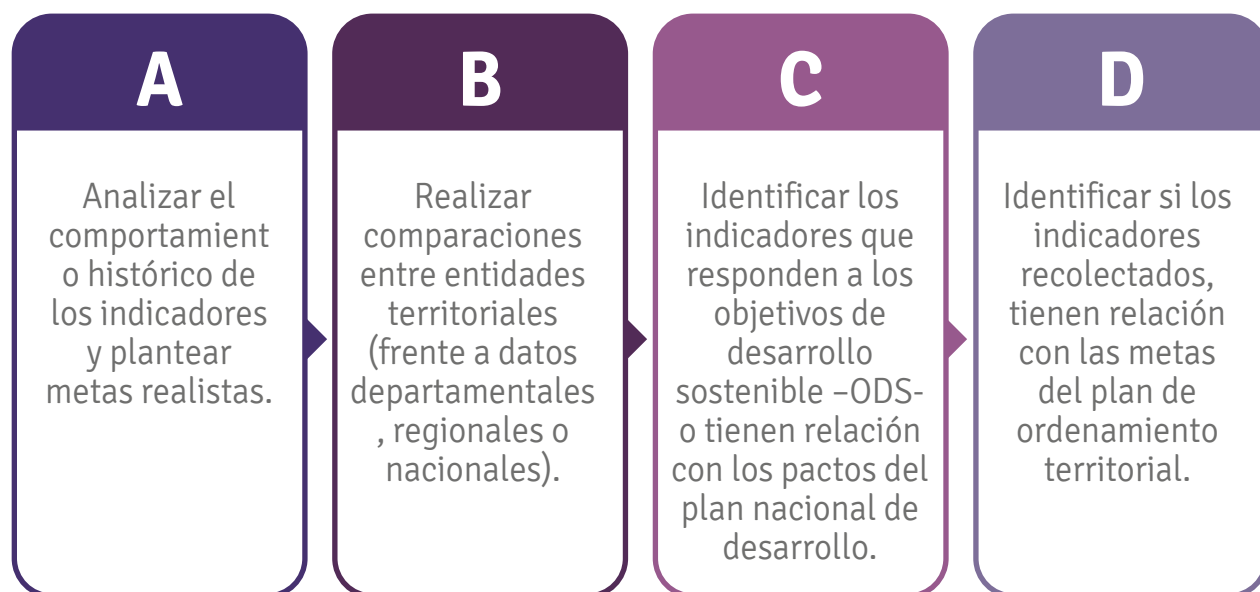 A
Analizar el
comportamient
o histórico de
los indicadores
y plantear
metas realistas.
B
Realizar
comparaciones
entre entidades
territoriales
(frente a datos
departamentales
, regionales o
nacionales).
C
Identificar los
indicadores que
responden a los
objetivos de
desarrollo
sostenible –ODS-
o tienen relación
con los pactos del
plan nacional de
desarrollo.
D
Identificar si los
indicadores
recolectados,
tienen relación
con las metas
del plan de
ordenamiento
territorial.